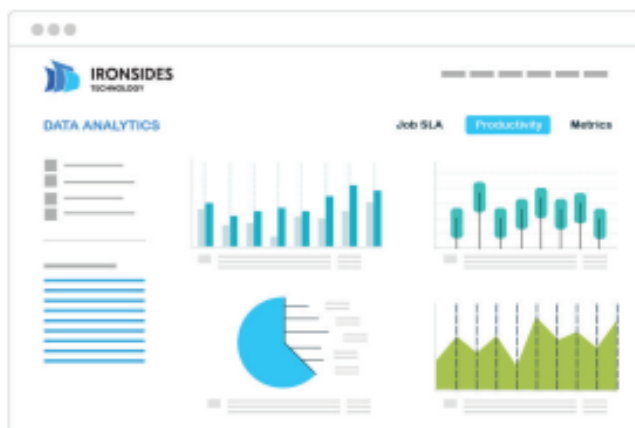 IRONSIDES
TECHNOLOGY
DATA ANALYTICS
Job SLA Productivity Metrics